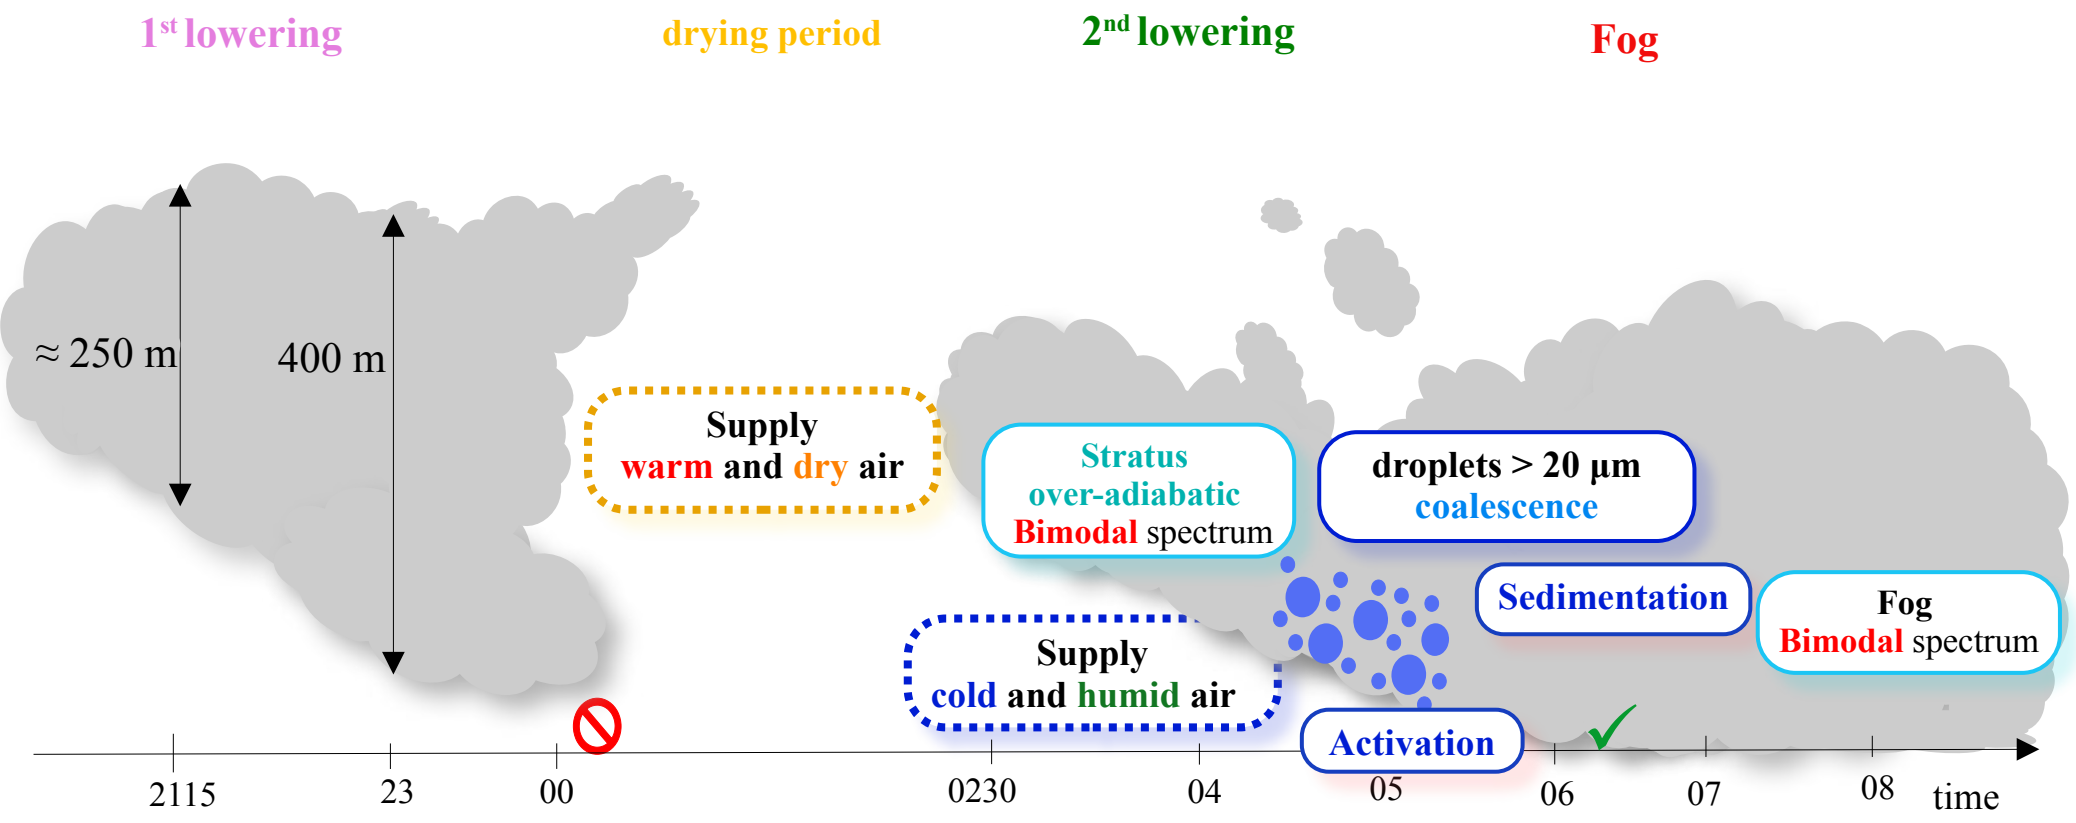 1st lowering
drying period
2nd lowering
Fog
≈ 250 m
400 m
Supply
warm and dry air
Stratus
over-adiabatic
Bimodal spectrum
droplets > 20 μm
coalescence
Sedimentation
Fog
Bimodal spectrum
Supply
cold and humid air
Activation
2115
23
00
0230
04
05
06
07
08
time